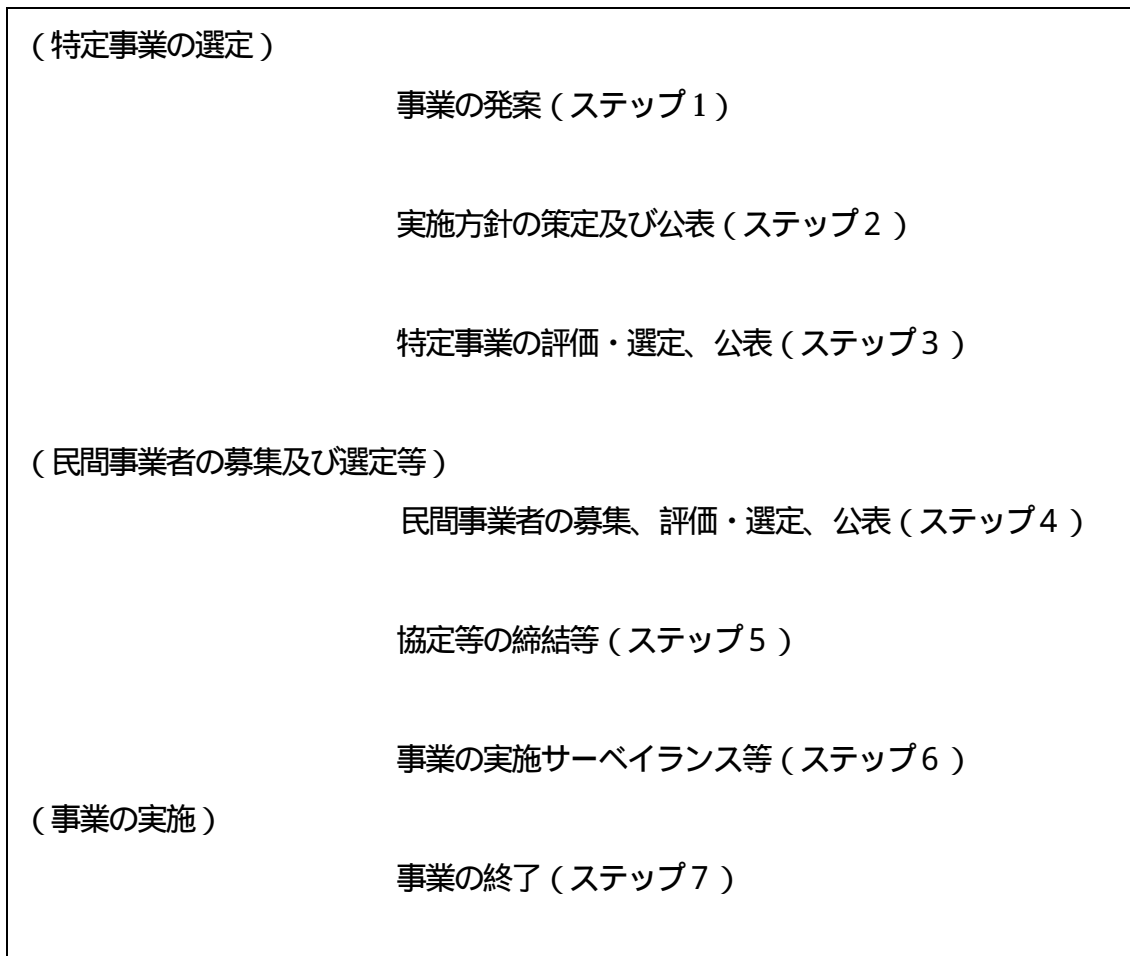 （特定事業の選定）
事業の発案（ステップ１）
実施方針の策定及び公表（ステップ２）
特定事業の評価・選定、公表（ステップ３）
（民間事業者の募集及び選定等）
民間事業者の募集、評価・選定、公表（ステップ４）
協定等の締結等（ステップ５）
事業の実施サーベイランス等（ステップ６）
（事業の実施）
事業の終了（ステップ７）